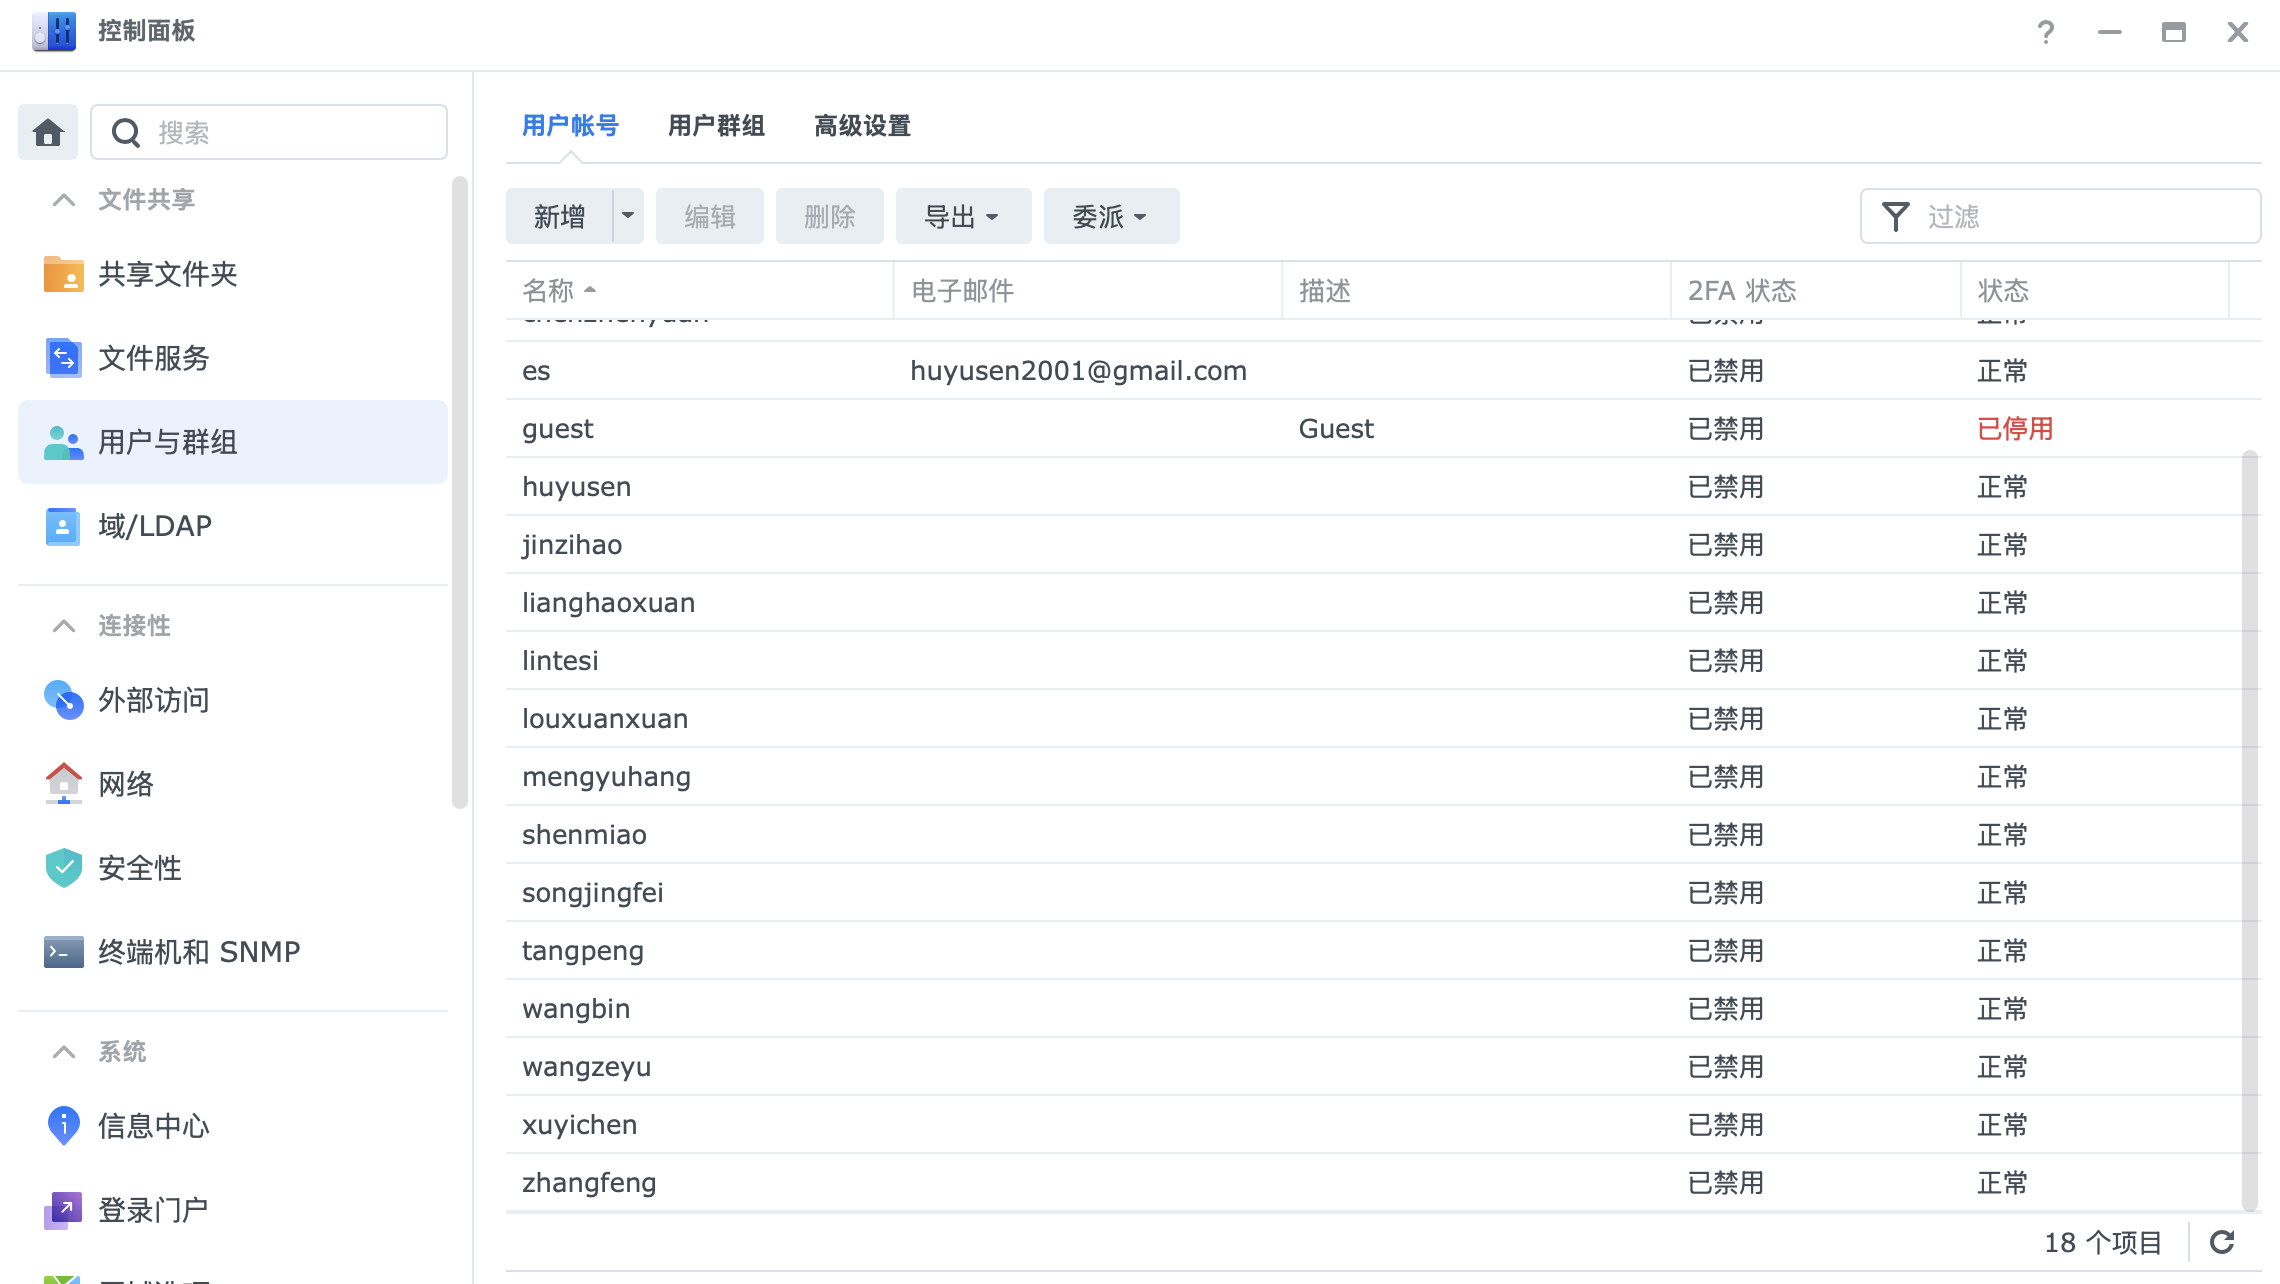 控制面板
搜索
文件共享
共享文件夹
文件服务
用户与群组
域/LDAP
连接性
外部访问
网络
安全性
终端机和 SNMP
系统
信息中心
登录门户
用户帐号 用户群组 高级设置
新增 编辑 删除 导出 委派 过滤
名称 电子邮件 描述 2FA 状态 状态
chenzhenyuan 已禁用 正常
es huyusen2001@gmail.com 已禁用 正常
guest Guest 已禁用 已停用
huyusen 已禁用 正常
jinzihao 已禁用 正常
lianghaoxuan 已禁用 正常
lintesi 已禁用 正常
louxuanxuan 已禁用 正常
mengyuhang 已禁用 正常
shenmiao 已禁用 正常
songjingfei 已禁用 正常
tangpeng 已禁用 正常
wangbin 已禁用 正常
wangzeyu 已禁用 正常
xuyichen 已禁用 正常
zhangfeng 已禁用 正常
18 个项目